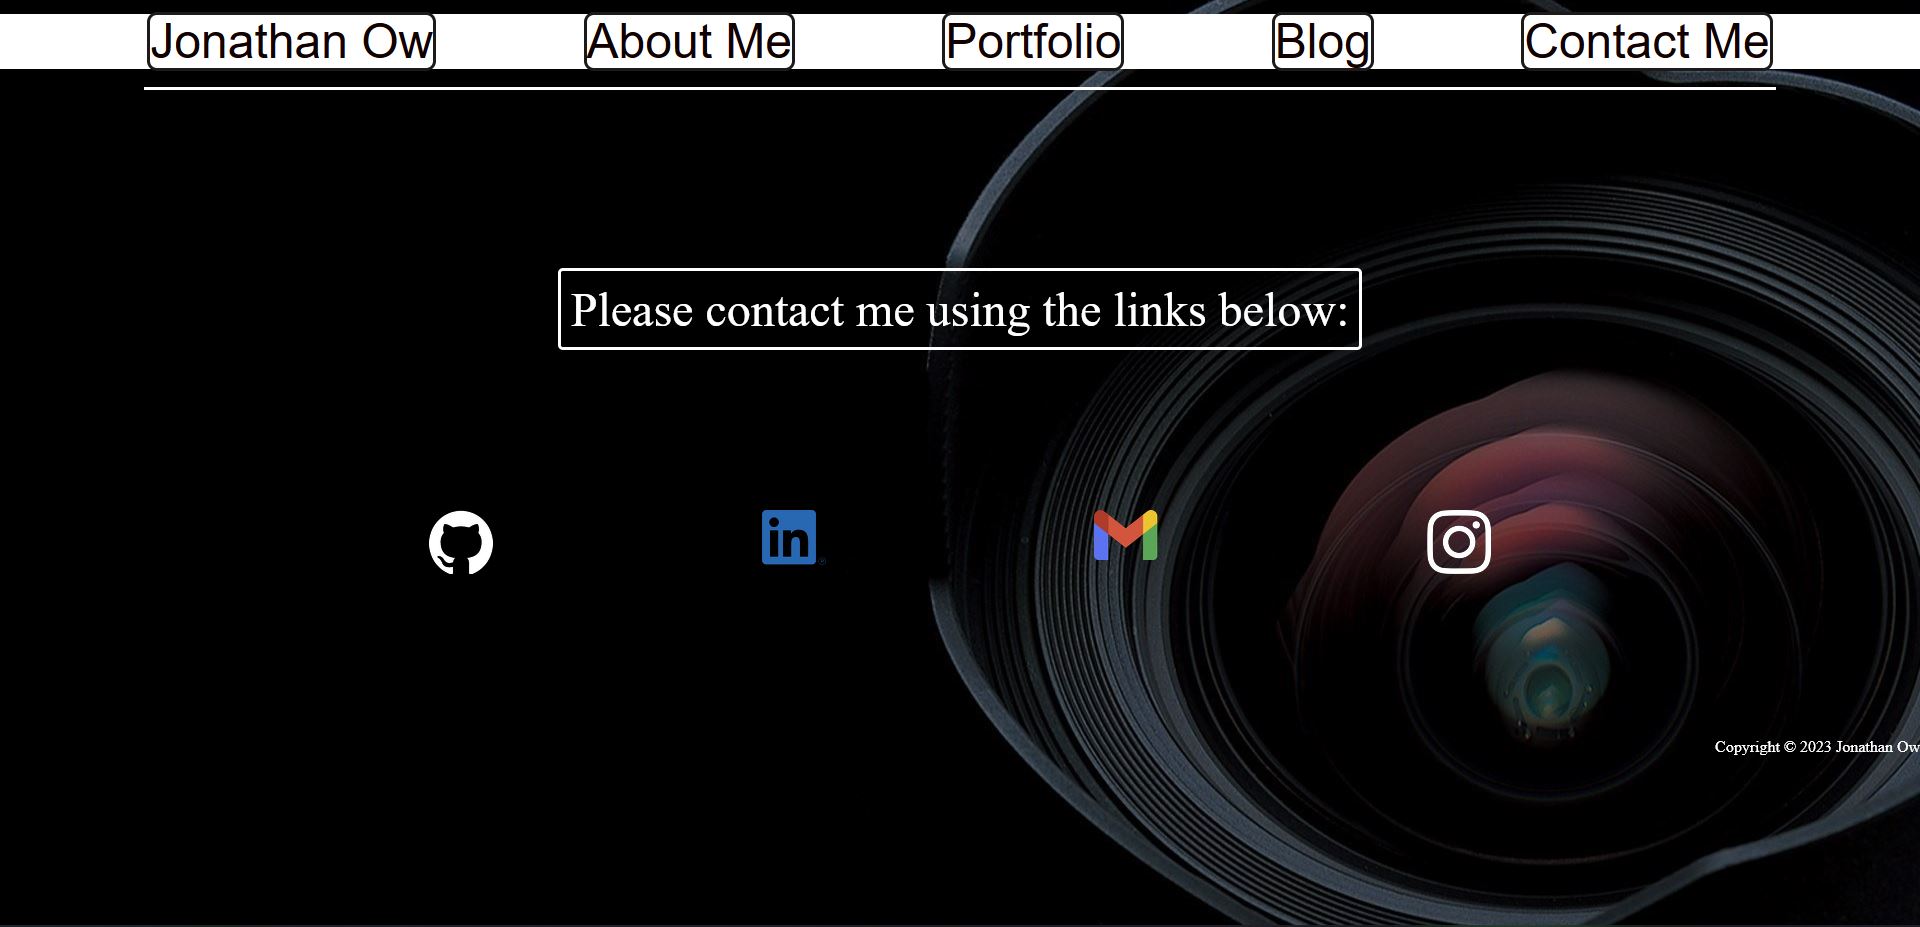 Jonathan Ow About Me Portfolio Blog Contact Me
Please contact me using the links below:
in
Copyright © 2023 Jonathan Ow